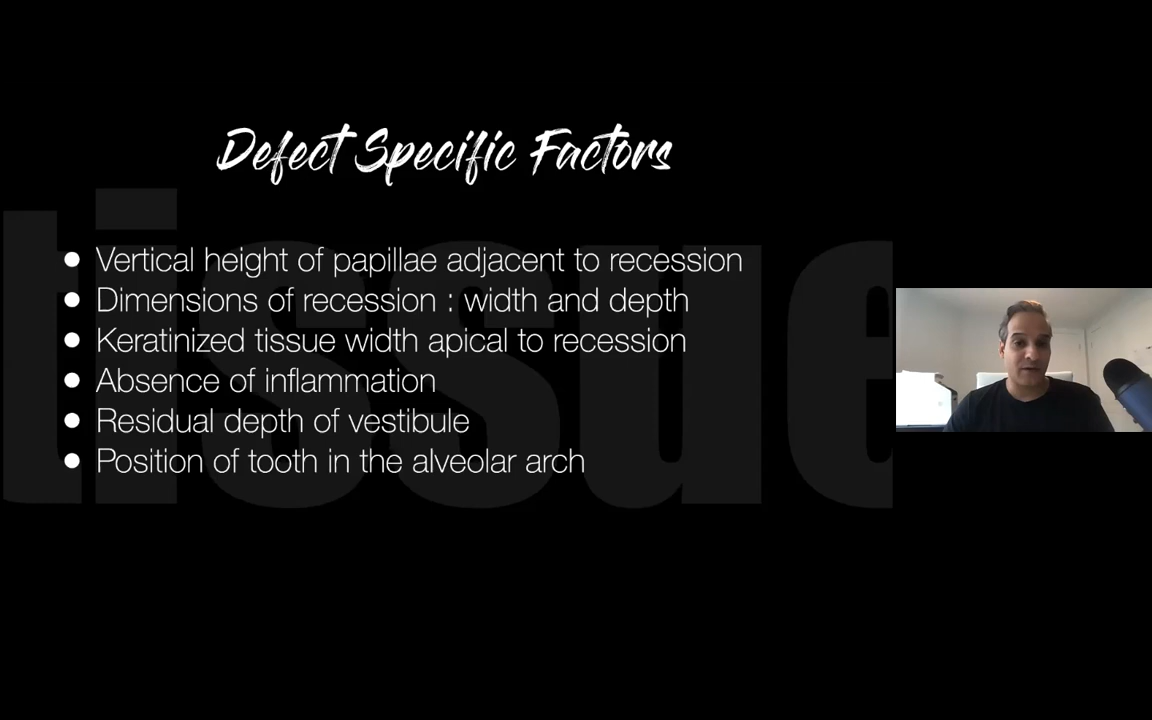 Defect Specific Factors
tissue
• Vertical height of papillae adjacent to recession
• Dimensions of recession : width and depth
• Keratinized tissue width apical to recession
• Absence of inflammation
• Residual depth of vestibule
• Position of tooth in the alveolar arch